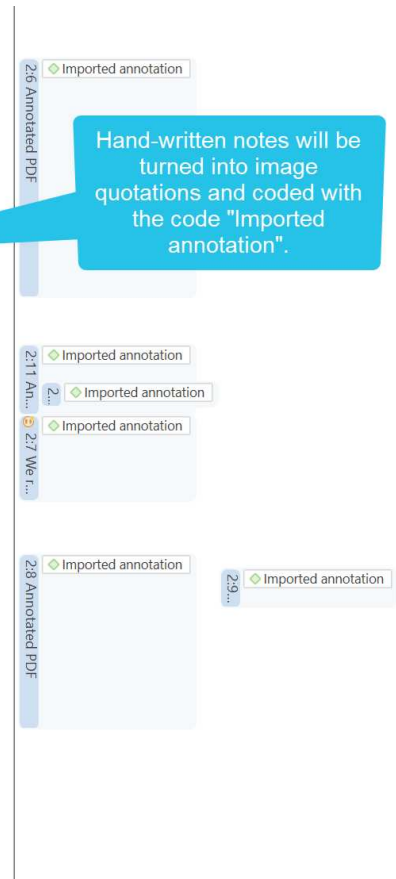 2:6 Annotated PDF
Imported annotation
Hand-written notes will be
turned into image
quotations and coded with
the code "Imported
annotation".
2:11 An...
Imported annotation
2...
Imported annotation
2:7 We r...
Imported annotation
2:8 Annotated PDF
Imported annotation
2:9...
Imported annotation